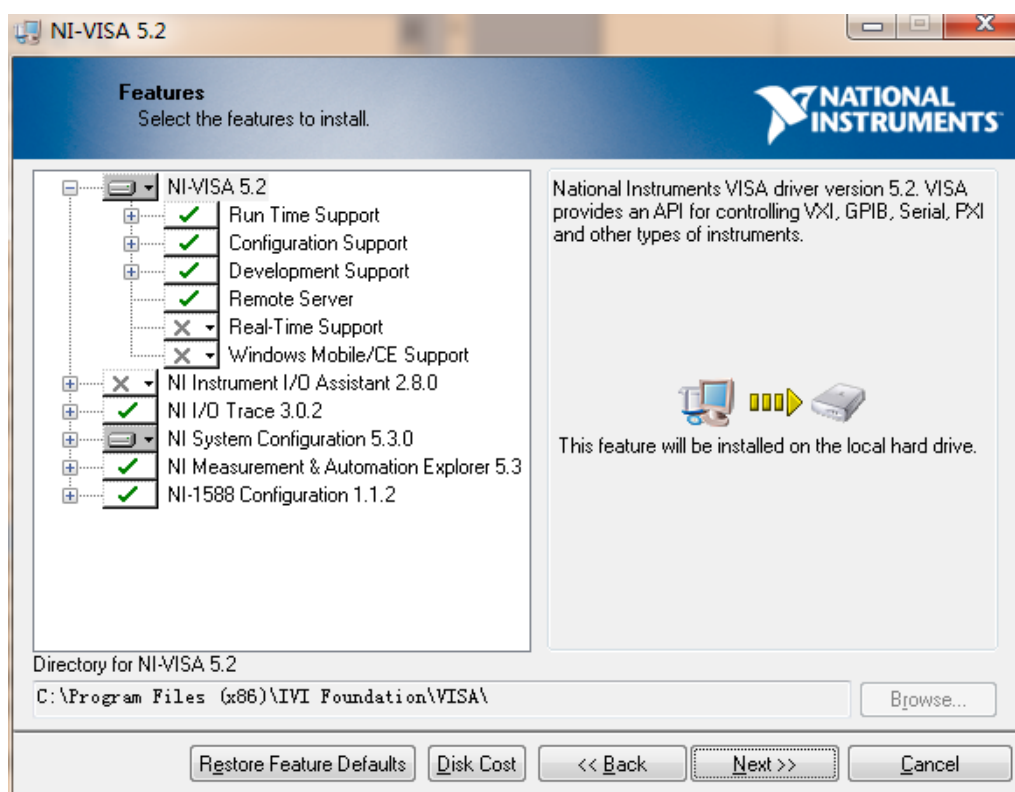 NI-VISA 5.2
Features
Select the features to install.
NATIONAL
INSTRUMENTS
NI-VISA 5.2
Run Time Support
Configuration Support
Development Support
Remote Server
Real-Time Support
Windows Mobile/CE Support
NI Instrument I/O Assistant 2.8.0
NI I/O Trace 3.0.2
NI System Configuration 5.3.0
NI Measurement & Automation Explorer 5.3
NI-1588 Configuration 1.1.2
National Instruments VISA driver version 5.2. VISA
provides an API for controlling VXI, GPIB, Serial, PXI
and other types of instruments.
This feature will be installed on the local hard drive.
Directory for NI-VISA 5.2
C:\Program Files (x86)\IVI Foundation\VISA\
Browse...
Restore Feature Defaults
Disk Cost
<< Back
Next >>
Cancel